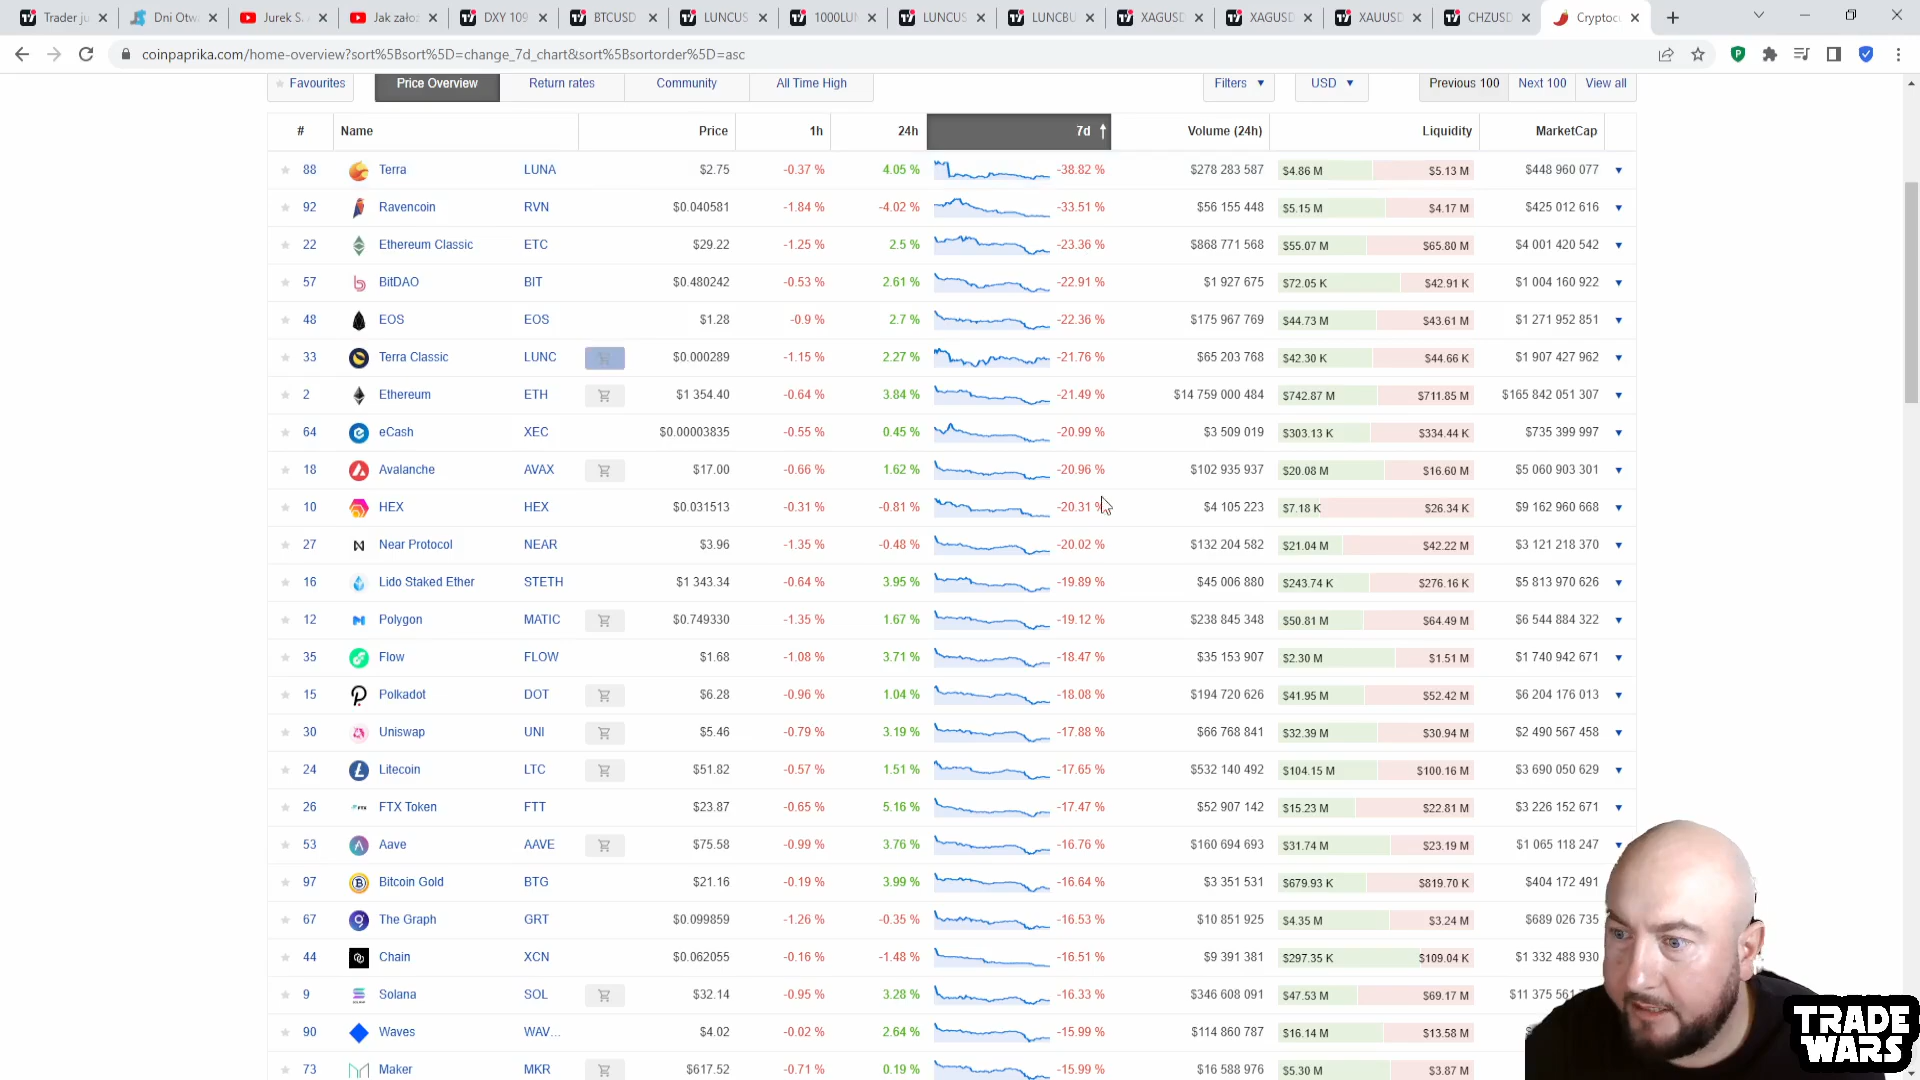 Trader ju
Dni Otwa
Jurek S.
Jak założ
DXY 109
BTCUSD
LUNCUS
1000LUN
LUNCUS
LUNCBU
XAGUSD
XAGUSD
XAUUSD
CHZUSD
Cryptocu
coinpaprika.com/home-overview?sort%5Bsort%5D=change_7d_chart&sort%5Bsortorder%5D=asc
Favourites Price Overview Return rates Community All Time High Filters USD Previous 100 Next 100 View all
# Name Price 1h 24h 7d ↑ Volume (24h) Liquidity MarketCap
88 Terra LUNA $2.75 -0.37 % 4.05 % -38.82 % $278 283 587 $4.86 M $5.13 M $448 960 077
92 Ravencoin RVN $0.040581 -1.84 % -4.02 % -33.51 % $56 155 448 $5.15 M $4.17 M $425 012 616
22 Ethereum Classic ETC $29.22 -1.25 % 2.5 % -23.36 % $868 771 568 $55.07 M $65.80 M $4 001 420 542
57 BitDAO BIT $0.480242 -0.53 % 2.61 % -22.91 % $1 927 675 $72.05 K $42.91 K $1 004 160 922
48 EOS EOS $1.28 -0.9 % 2.7 % -22.36 % $175 967 769 $44.73 M $43.61 M $1 271 952 851
33 Terra Classic LUNC $0.000289 -1.15 % 2.27 % -21.76 % $65 203 768 $42.30 K $44.66 K $1 907 427 962
2 Ethereum ETH $1 354.40 -0.64 % 3.84 % -21.49 % $14 759 000 484 $742.87 M $711.85 M $165 842 051 307
64 eCash XEC $0.00003835 -0.55 % 0.45 % -20.99 % $3 509 019 $303.13 K $334.44 K $735 399 997
18 Avalanche AVAX $17.00 -0.66 % 1.62 % -20.96 % $102 935 937 $20.08 M $16.60 M $5 060 903 301
10 HEX HEX $0.031513 -0.31 % -0.81 % -20.31 % $4 105 223 $7.18 K $26.34 K $9 162 960 668
27 Near Protocol NEAR $3.96 -1.35 % -0.48 % -20.02 % $132 204 582 $21.04 M $42.22 M $3 121 218 370
16 Lido Staked Ether STETH $1 343.34 -0.64 % 3.95 % -19.89 % $45 006 880 $243.74 K $276.16 K $5 813 970 626
12 Polygon MATIC $0.749330 -1.35 % 1.67 % -19.12 % $238 845 348 $50.81 M $64.49 M $6 544 884 322
35 Flow FLOW $1.68 -1.08 % 3.71 % -18.47 % $35 153 907 $2.30 M $1.51 M $1 740 942 671
15 Polkadot DOT $6.28 -0.96 % 1.04 % -18.08 % $194 720 626 $41.95 M $52.42 M $6 204 176 013
30 Uniswap UNI $5.46 -0.79 % 3.19 % -17.88 % $66 768 841 $32.39 M $30.94 M $2 490 567 458
24 Litecoin LTC $51.82 -0.57 % 1.51 % -17.65 % $532 140 492 $104.15 M $100.16 M $3 690 050 629
26 FTX Token FTT $23.87 -0.65 % 5.16 % -17.47 % $52 907 142 $15.23 M $22.81 M $3 226 152 671
53 Aave AAVE $75.58 -0.99 % 3.76 % -16.76 % $160 694 693 $31.74 M $23.19 M $1 065 118 247
97 Bitcoin Gold BTG $21.16 -0.19 % 3.99 % -16.64 % $3 351 531 $679.93 K $819.70 K $404 172 491
67 The Graph GRT $0.099859 -1.26 % -0.35 % -16.53 % $10 851 925 $4.35 M $3.24 M $689 026 735
44 Chain XCN $0.062055 -0.16 % -1.48 % -16.51 % $9 391 381 $297.35 K $109.04 K $1 332 488 930
9 Solana SOL $32.14 -0.95 % 3.28 % -16.33 % $346 608 091 $47.53 M $69.17 M $11 375 561
90 Waves WAV... $4.02 -0.02 % 2.64 % -15.99 % $114 860 787 $16.14 M $13.58 M
73 Maker MKR $617.52 -0.71 % 0.19 % -15.99 % $16 588 976 $5.30 M $3.87 M
TRADE
WARS